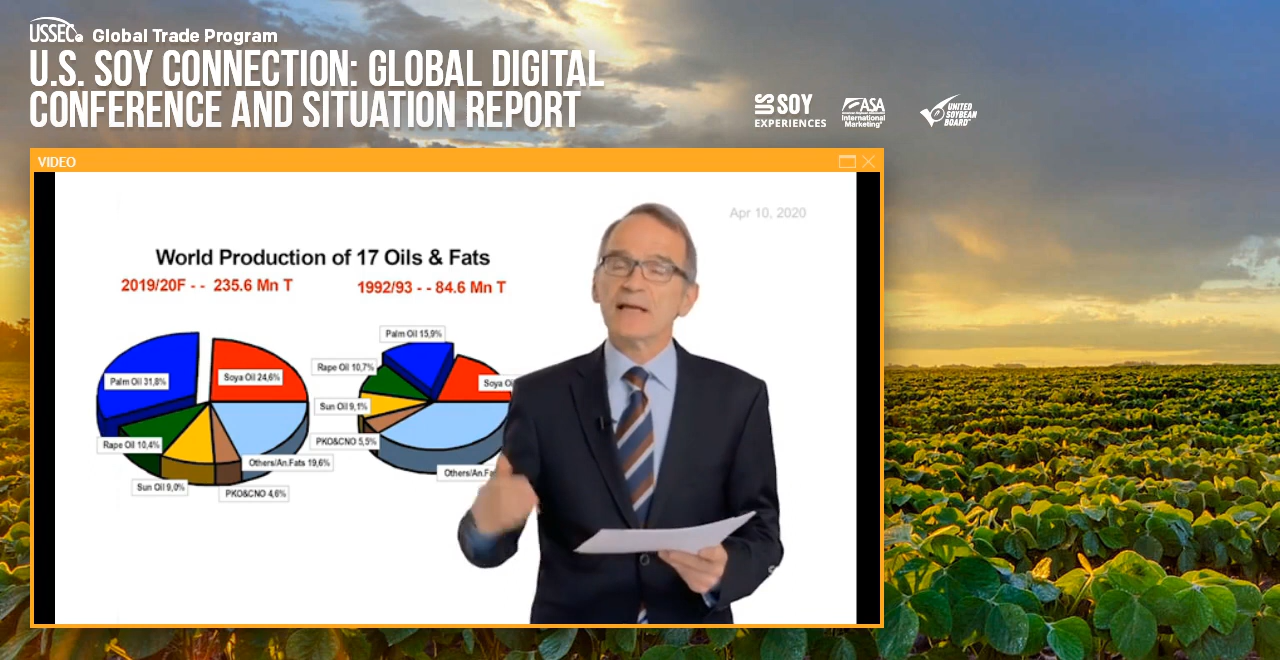 USSEC Global Trade Program
U.S. SOY CONNECTION: GLOBAL DIGITAL
CONFERENCE AND SITUATION REPORT
US SOY
EXPERIENCES
ASA
International
Marketing
UNITED
SOYBEAN
BOARD
VIDEO
Apr 10, 2020
World Production of 17 Oils & Fats
2019/20F - - 235.6 Mn T
1992/93 - - 84.6 Mn T
Palm Oil 31,8%
Soya Oil 24,6%
Rape Oil 10,4%
Sun Oil 9,0%
PKO&CNO 4,6%
Others/An.Fats 19,6%
Palm Oil 15,9%
Rape Oil 10,7%
Sun Oil 9,1%
PKO&CNO 5,5%
Soya
Others/An.Fa